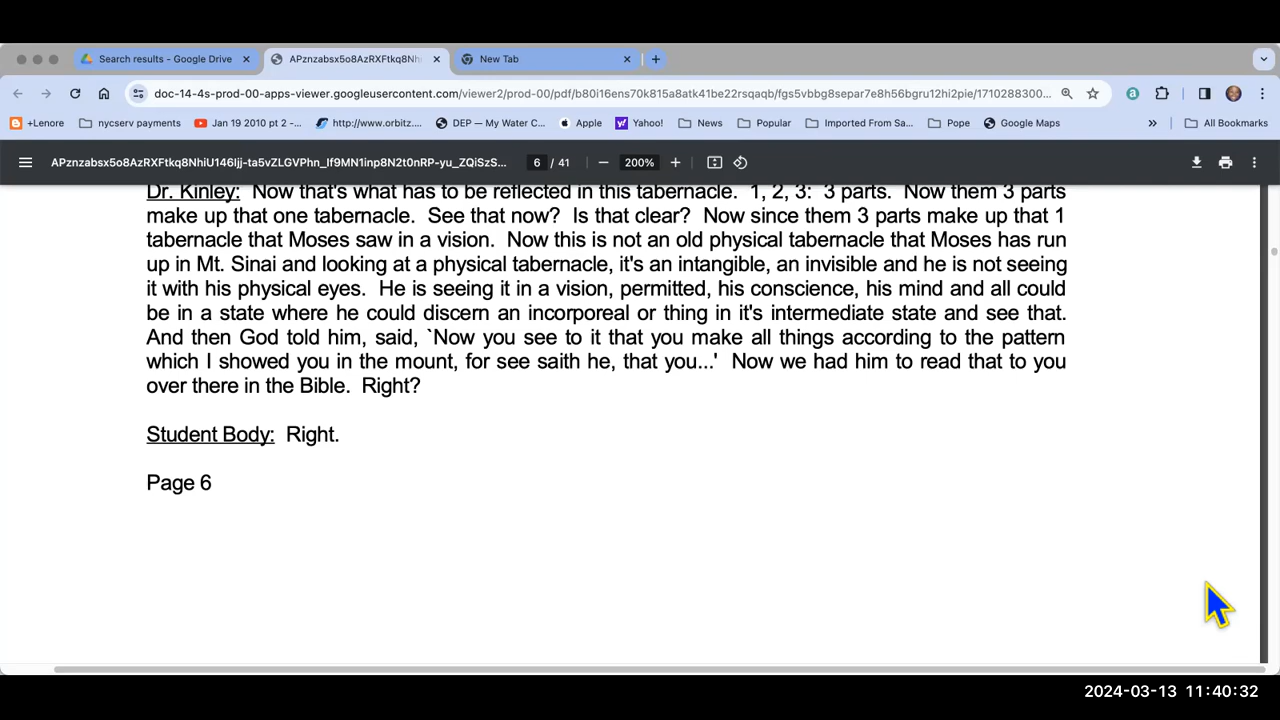 Search results - Google Drive
APznzabsx5o8AzRXFtkq8Nh
New Tab
doc-14-4s-prod-00-apps-viewer.googleusercontent.com/viewer2/prod-00/pdf/b80i16ens70k815a8atk41be22rsqaqb/fgs5vbbg8separ7e8h56bgru12hi2pie/1710288300...
+Lenore
nycserv payments
Jan 19 2010 pt 2 -...
http://www.orbitz....
DEP — My Water C...
Apple
Yahoo!
News
Popular
Imported From Sa...
Pope
Google Maps
»
All Bookmarks
APznzabsx5o8AzRXFtkq8NhiU146ljj-ta5vZLGVPhn_If9MN1inp8N2t0nRP-yu_ZQiSzS...
6 / 41
200%
Dr. Kinley: Now that's what has to be reflected in this tabernacle. 1, 2, 3: 3 parts. Now them 3 parts
make up that one tabernacle. See that now? Is that clear? Now since them 3 parts make up that 1
tabernacle that Moses saw in a vision. Now this is not an old physical tabernacle that Moses has run
up in Mt. Sinai and looking at a physical tabernacle, it's an intangible, an invisible and he is not seeing
it with his physical eyes. He is seeing it in a vision, permitted, his conscience, his mind and all could
be in a state where he could discern an incorporeal or thing in it's intermediate state and see that.
And then God told him, said, `Now you see to it that you make all things according to the pattern
which I showed you in the mount, for see saith he, that you...' Now we had him to read that to you
over there in the Bible. Right?
Student Body: Right.
Page 6
2024-03-13 11:40:32